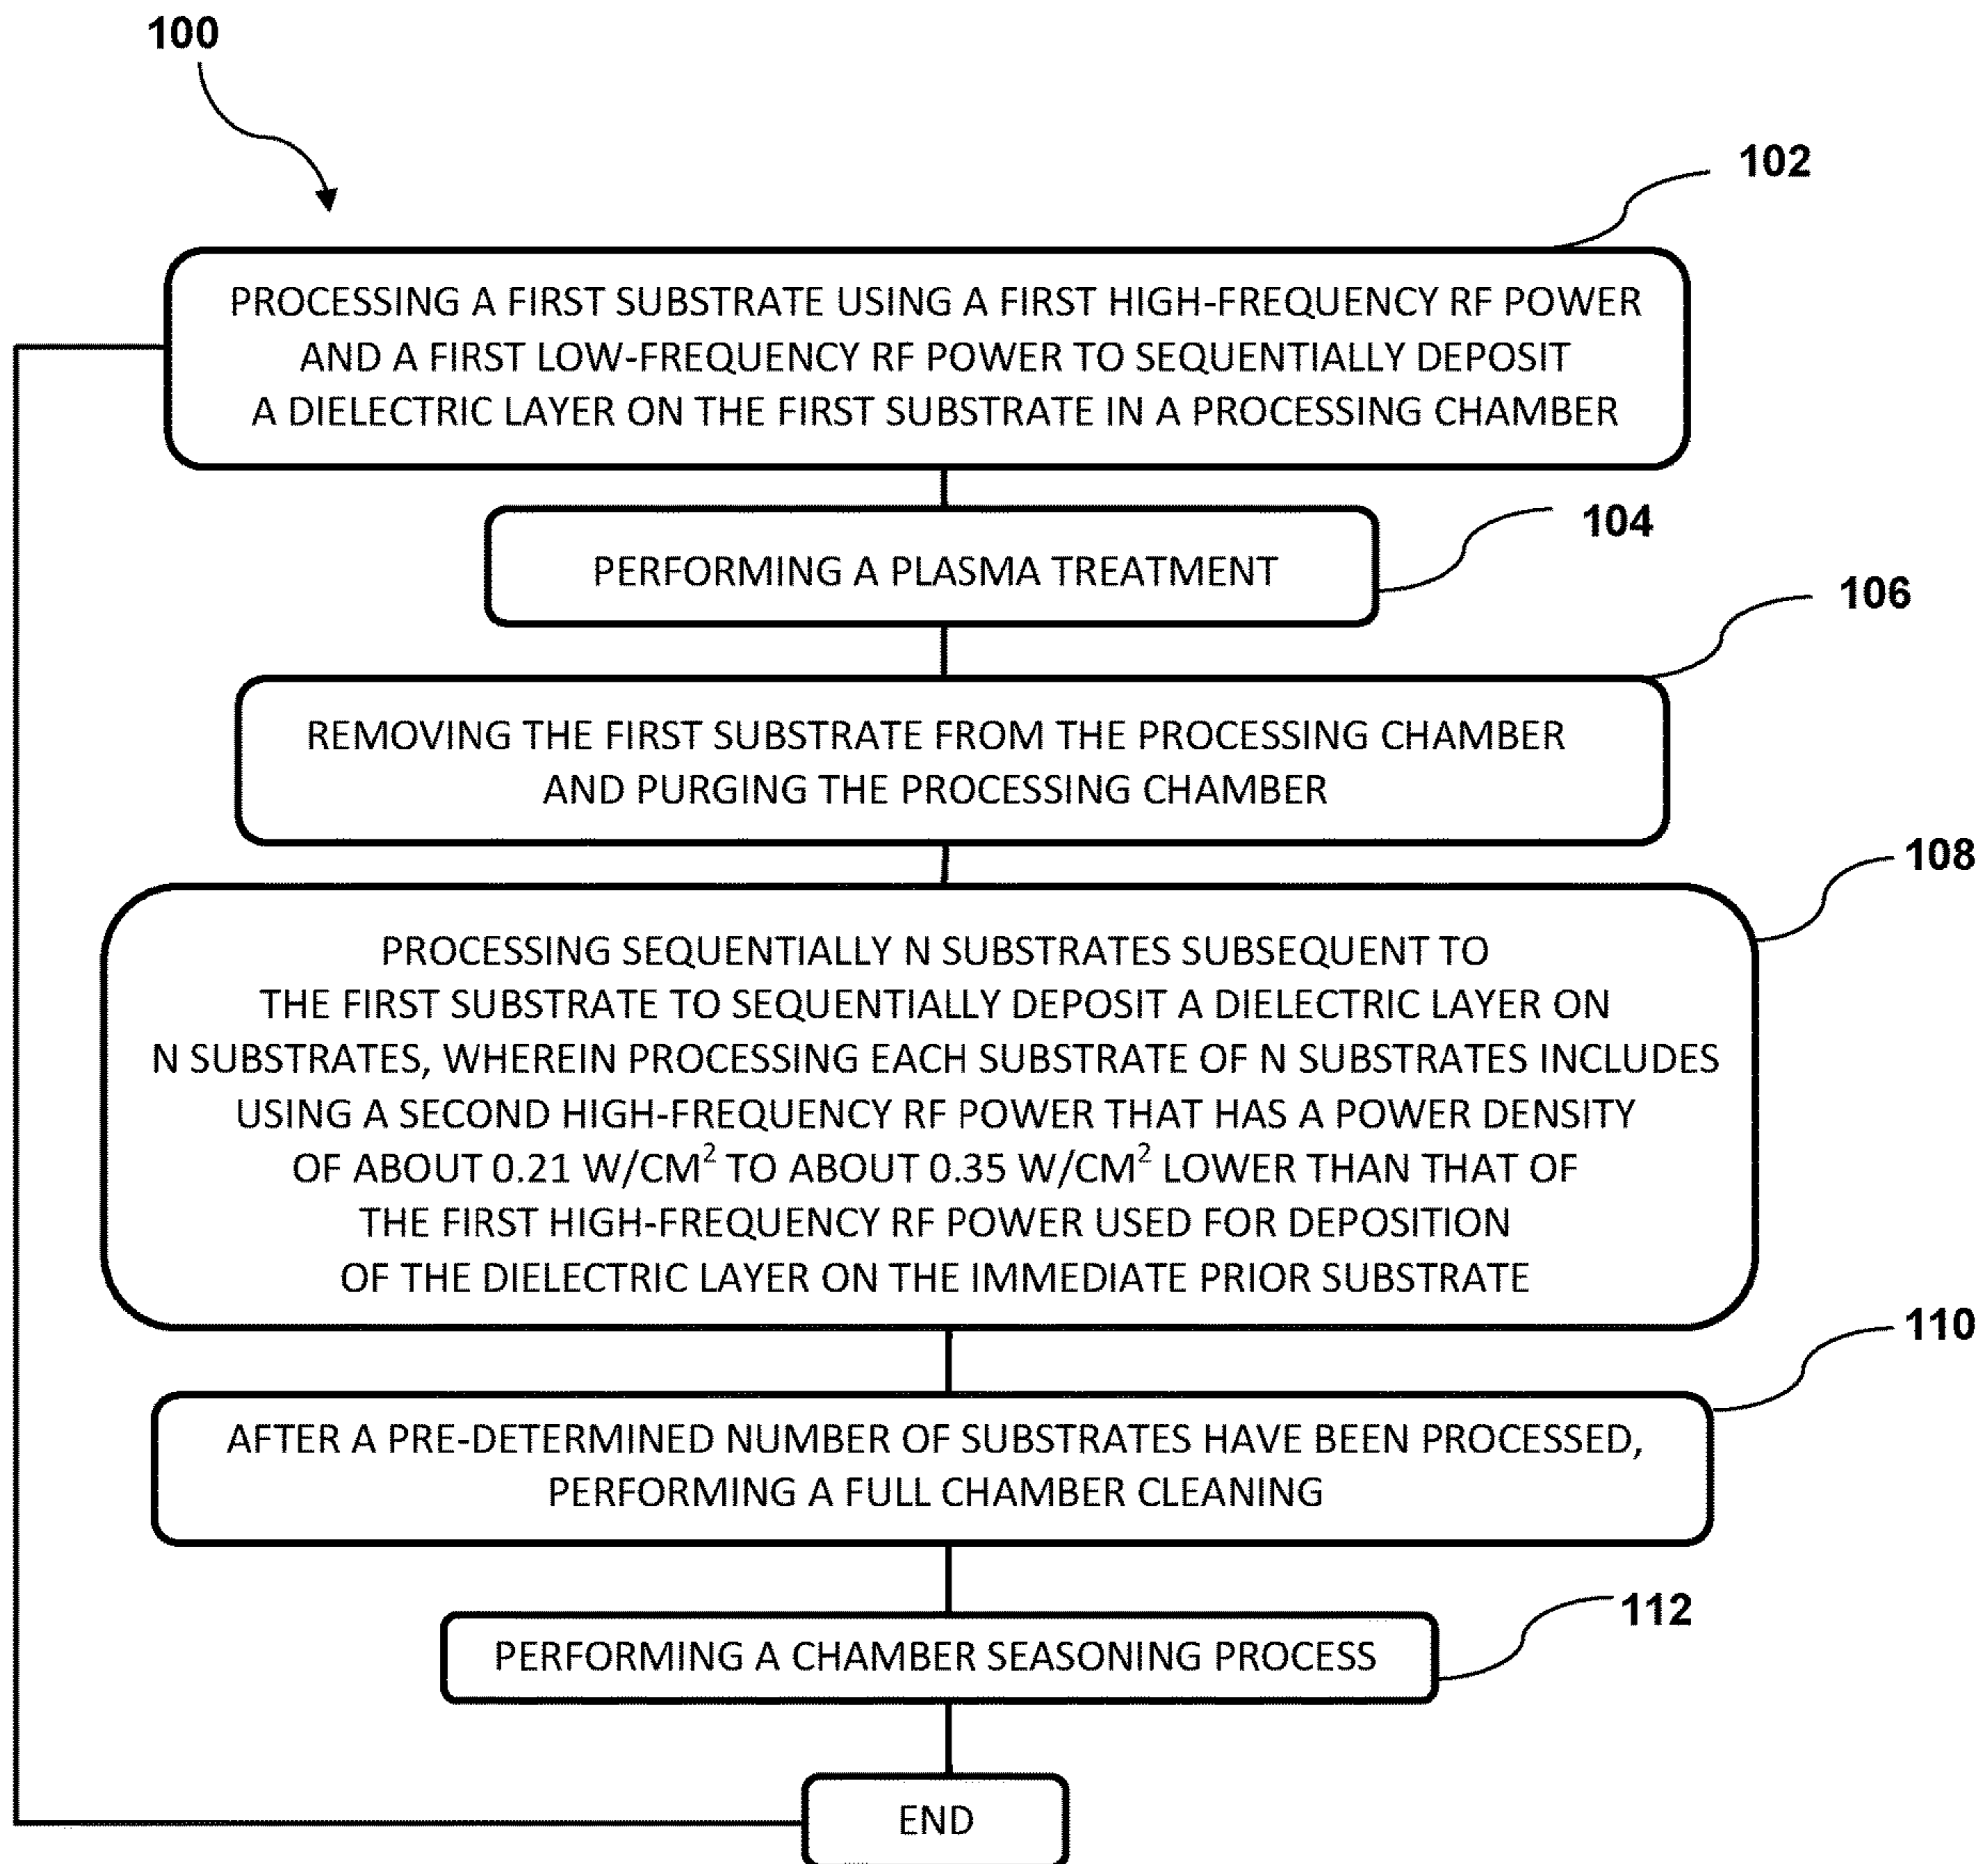 100
102
PROCESSING A FIRST SUBSTRATE USING A FIRST HIGH-FREQUENCY RF POWER
AND A FIRST LOW-FREQUENCY RF POWER TO SEQUENTIALLY DEPOSIT
A DIELECTRIC LAYER ON THE FIRST SUBSTRATE IN A PROCESSING CHAMBER
104
PERFORMING A PLASMA TREATMENT
106
REMOVING THE FIRST SUBSTRATE FROM THE PROCESSING CHAMBER
AND PURGING THE PROCESSING CHAMBER
108
PROCESSING SEQUENTIALLY N SUBSTRATES SUBSEQUENT TO
THE FIRST SUBSTRATE TO SEQUENTIALLY DEPOSIT A DIELECTRIC LAYER ON
N SUBSTRATES, WHEREIN PROCESSING EACH SUBSTRATE OF N SUBSTRATES INCLUDES
USING A SECOND HIGH-FREQUENCY RF POWER THAT HAS A POWER DENSITY
OF ABOUT 0.21 W/CM² TO ABOUT 0.35 W/CM² LOWER THAN THAT OF
THE FIRST HIGH-FREQUENCY RF POWER USED FOR DEPOSITION
OF THE DIELECTRIC LAYER ON THE IMMEDIATE PRIOR SUBSTRATE
110
AFTER A PRE-DETERMINED NUMBER OF SUBSTRATES HAVE BEEN PROCESSED,
PERFORMING A FULL CHAMBER CLEANING
112
PERFORMING A CHAMBER SEASONING PROCESS
END